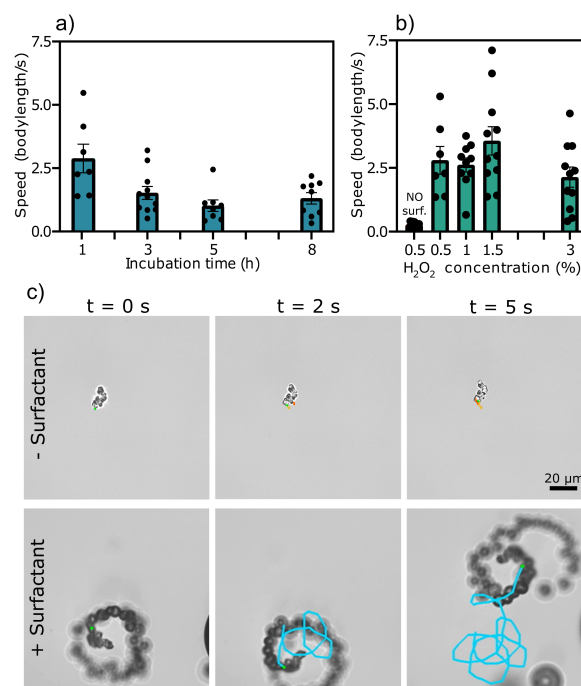 a)
7.5
5.0
2.5
0.0
Speed (bodylength/s)
1 3 5 8
Incubation time (h)
b)
7.5
5.0
2.5
0.0
Speed (bodylength/s)
NO
surf.
0.5 0.5 1 1.5 3
H₂O₂ concentration (%)
c)
t = 0 s t = 2 s t = 5 s
- Surfactant
20 μm
+ Surfactant